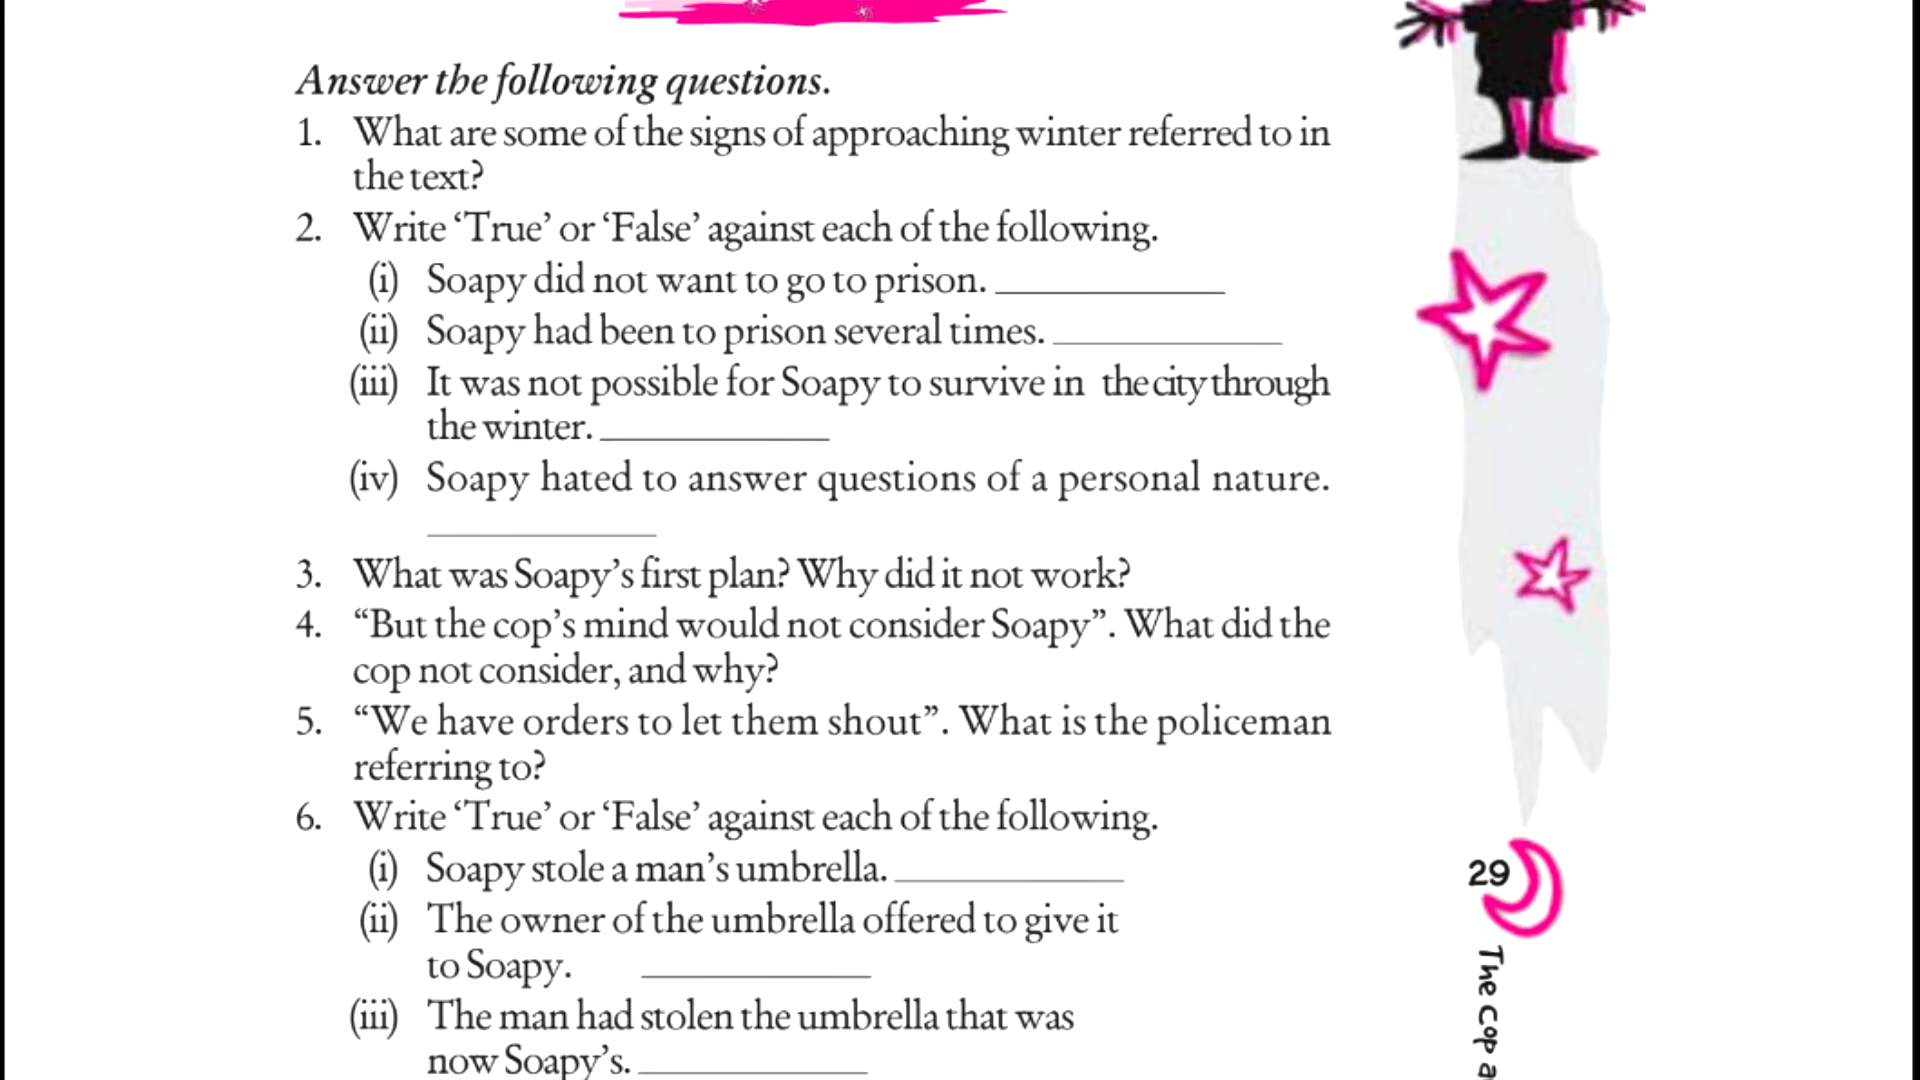 Answer the following questions.
1. What are some of the signs of approaching winter referred to in
the text?
2. Write ‘True’ or ‘False’ against each of the following.
(i) Soapy did not want to go to prison. ____________
(ii) Soapy had been to prison several times. ____________
(iii) It was not possible for Soapy to survive in the city through
the winter. ____________
(iv) Soapy hated to answer questions of a personal nature.
____________
3. What was Soapy’s first plan? Why did it not work?
4. “But the cop’s mind would not consider Soapy”. What did the
cop not consider, and why?
5. “We have orders to let them shout”. What is the policeman
referring to?
6. Write ‘True’ or ‘False’ against each of the following.
(i) Soapy stole a man’s umbrella. ____________
(ii) The owner of the umbrella offered to give it
to Soapy. ____________
(iii) The man had stolen the umbrella that was
now Soapy’s. ____________
29
The cop a